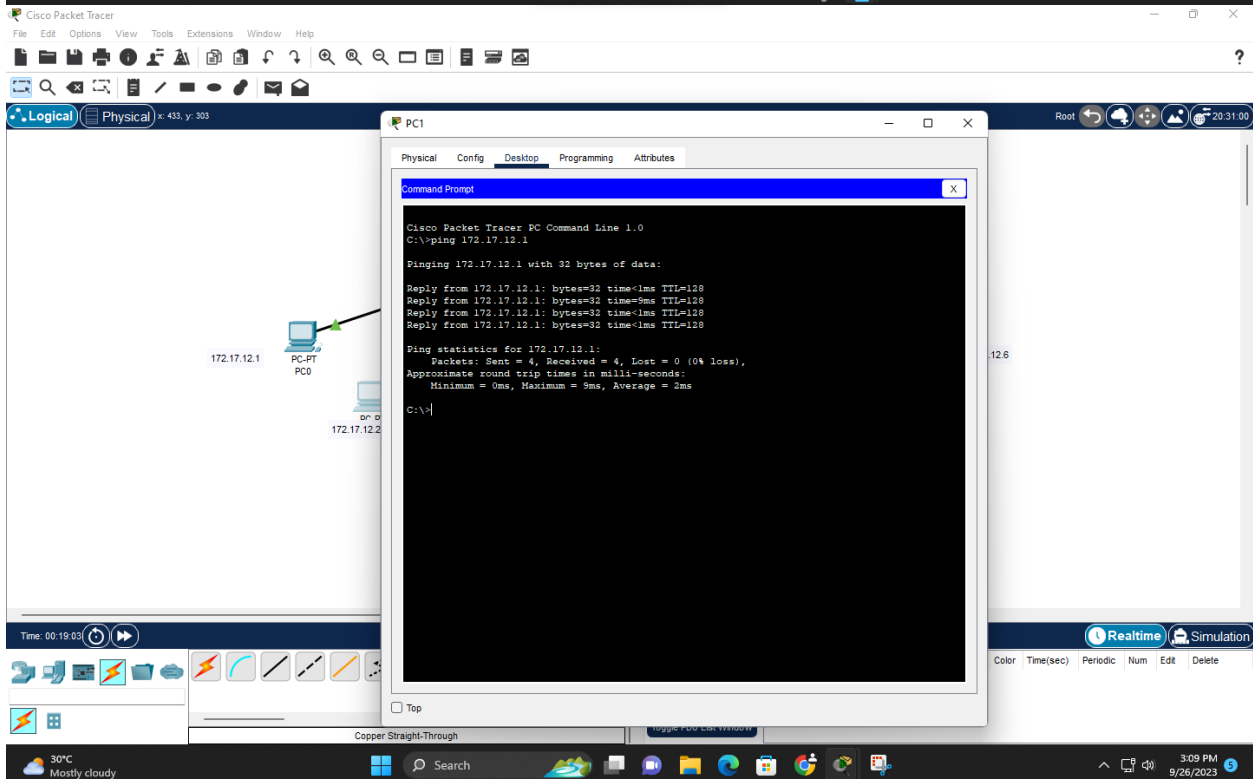 Cisco Packet Tracer
File Edit Options View Tools Extensions Window Help
?
Logical Physical x: 433, y: 303
Root 20:31:00
PC1
Physical Config Desktop Programming Attributes
Command Prompt X
Cisco Packet Tracer PC Command Line 1.0
C:\>ping 172.17.12.1
Pinging 172.17.12.1 with 32 bytes of data:
Reply from 172.17.12.1: bytes=32 time<1ms TTL=128
Reply from 172.17.12.1: bytes=32 time=9ms TTL=128
Reply from 172.17.12.1: bytes=32 time<1ms TTL=128
Reply from 172.17.12.1: bytes=32 time<1ms TTL=128
Ping statistics for 172.17.12.1:
Packets: Sent = 4, Received = 4, Lost = 0 (0% loss),
Approximate round trip times in milli-seconds:
Minimum = 0ms, Maximum = 9ms, Average = 2ms
C:\>
172.17.12.1
PC-PT
PC0
172.17.12.2
.12.6
Time: 00:19:03
Realtime Simulation
Color Time(sec) Periodic Num Edit Delete
Top
Toggle PDU List Window
Copper Straight-Through
30°C
Mostly cloudy
Search
3:09 PM
9/26/2023
5